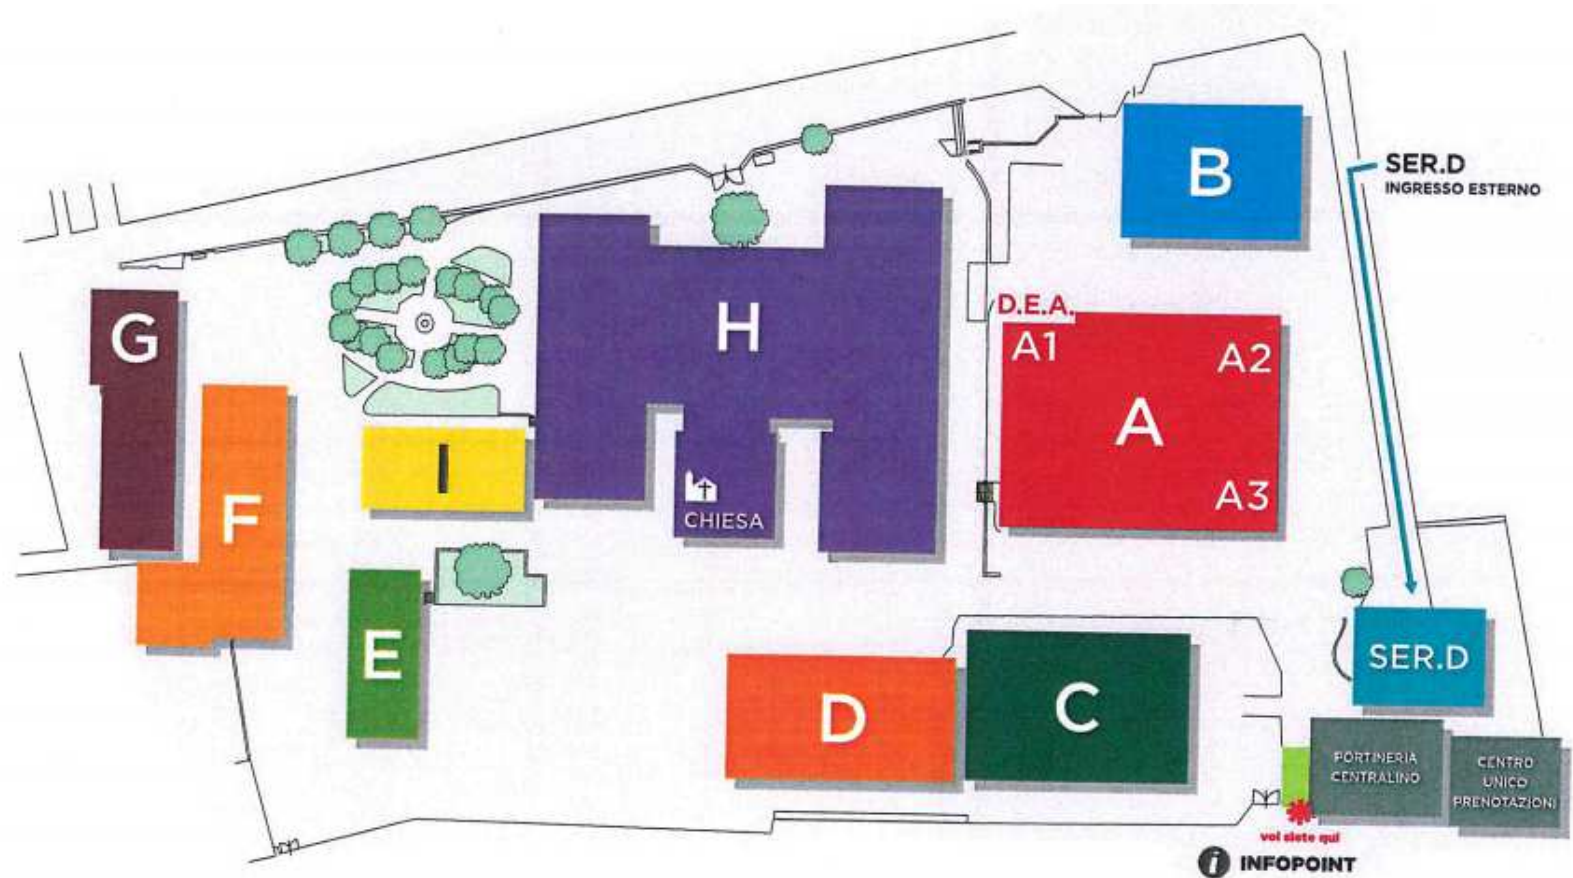 B
SER.D
INGRESSO ESTERNO
G
H
D.E.A.
A1
A2
A
I
F
A3
CHIESA
E
SER.D
D
C
PORTINERIA
CENTRALINO
CENTRO
UNICO
PRENOTAZIONI
voi siete qui
i INFOPOINT